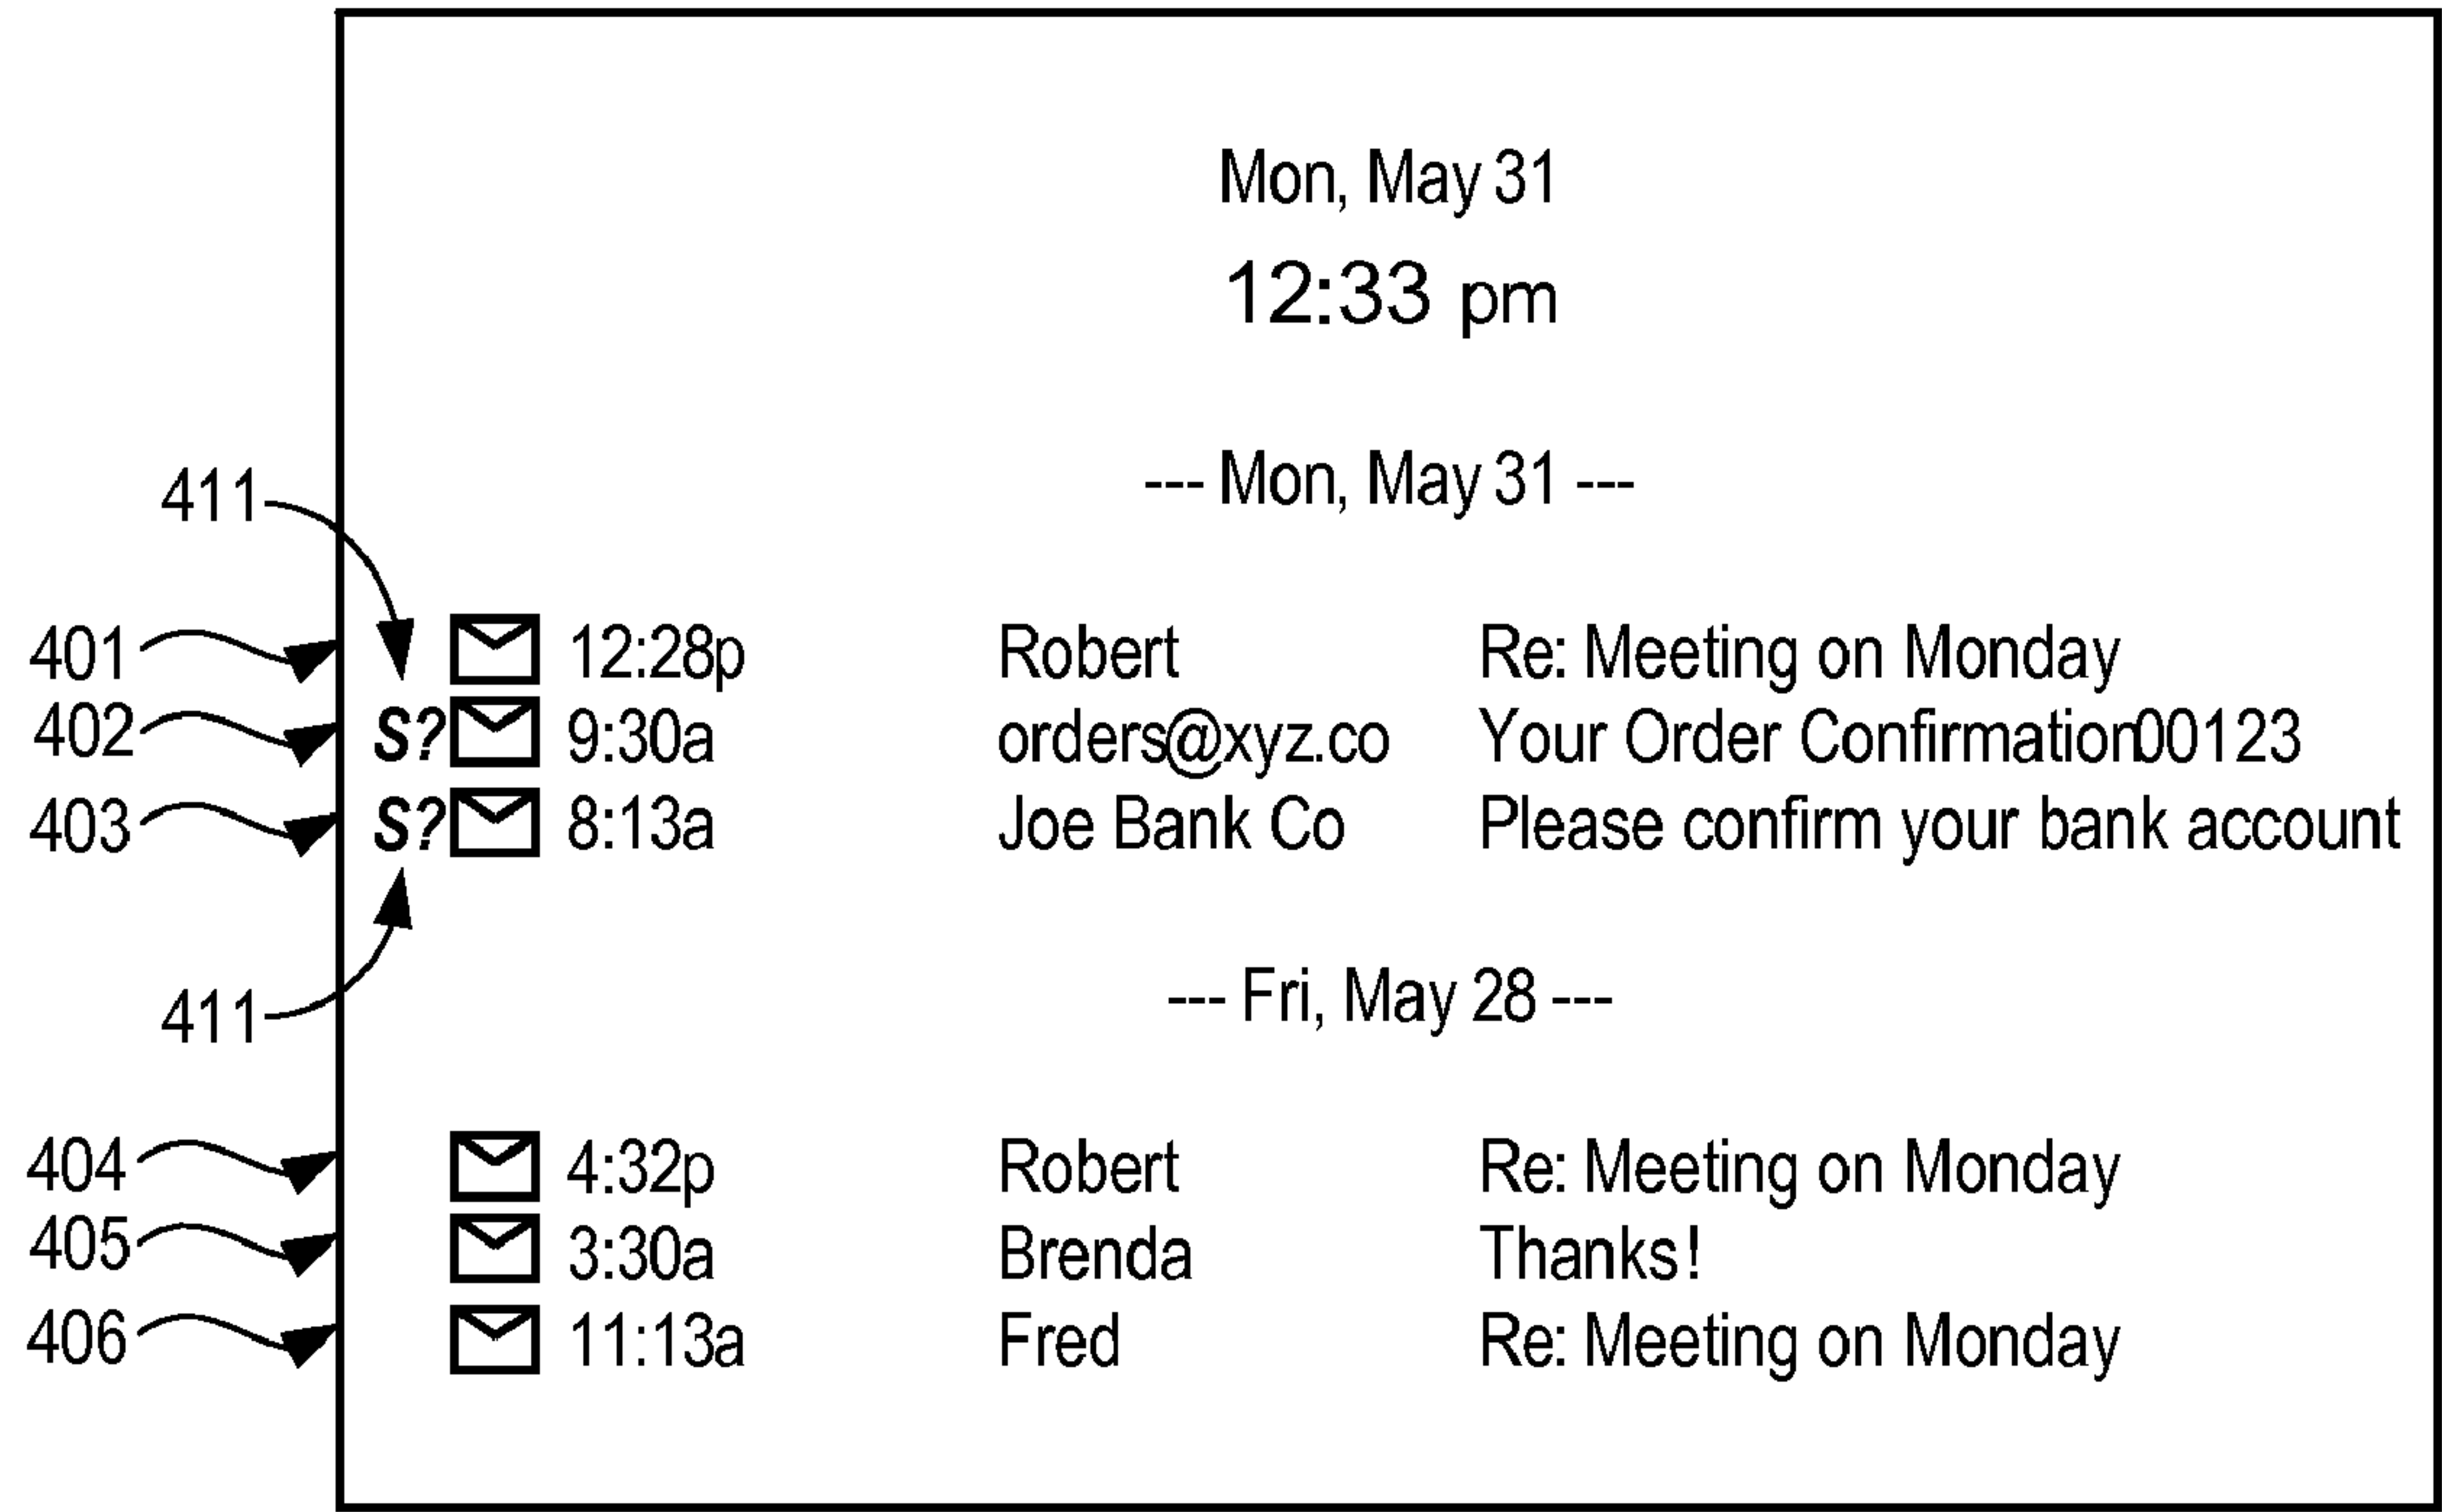 Mon, May 31
12:33 pm
411
--- Mon, May 31 ---
401 12:28p Robert Re: Meeting on Monday
402 S? 9:30a orders@xyz.co Your Order Confirmation00123
403 S? 8:13a Joe Bank Co Please confirm your bank account
411
--- Fri, May 28 ---
404 4:32p Robert Re: Meeting on Monday
405 3:30a Brenda Thanks!
406 11:13a Fred Re: Meeting on Monday